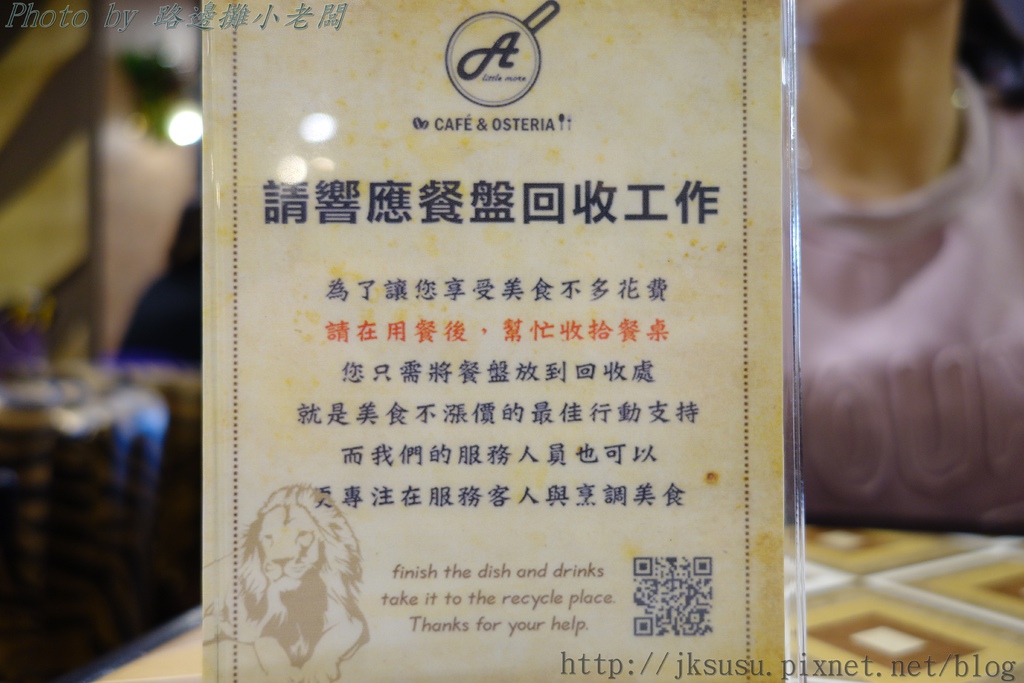 Photo by 路邊攤小老闆
A
little more
CAFÉ & OSTERIA
請響應餐盤回收工作
為了讓您享受美食不多花費
請在用餐後，幫忙收拾餐桌
您只需將餐盤放到回收處
就是美食不漲價的最佳行動支持
而我們的服務人員也可以
更專注在服務客人與烹調美食
finish the dish and drinks
take it to the recycle place.
Thanks for your help.
http://jksusu.pixnet.net/blog